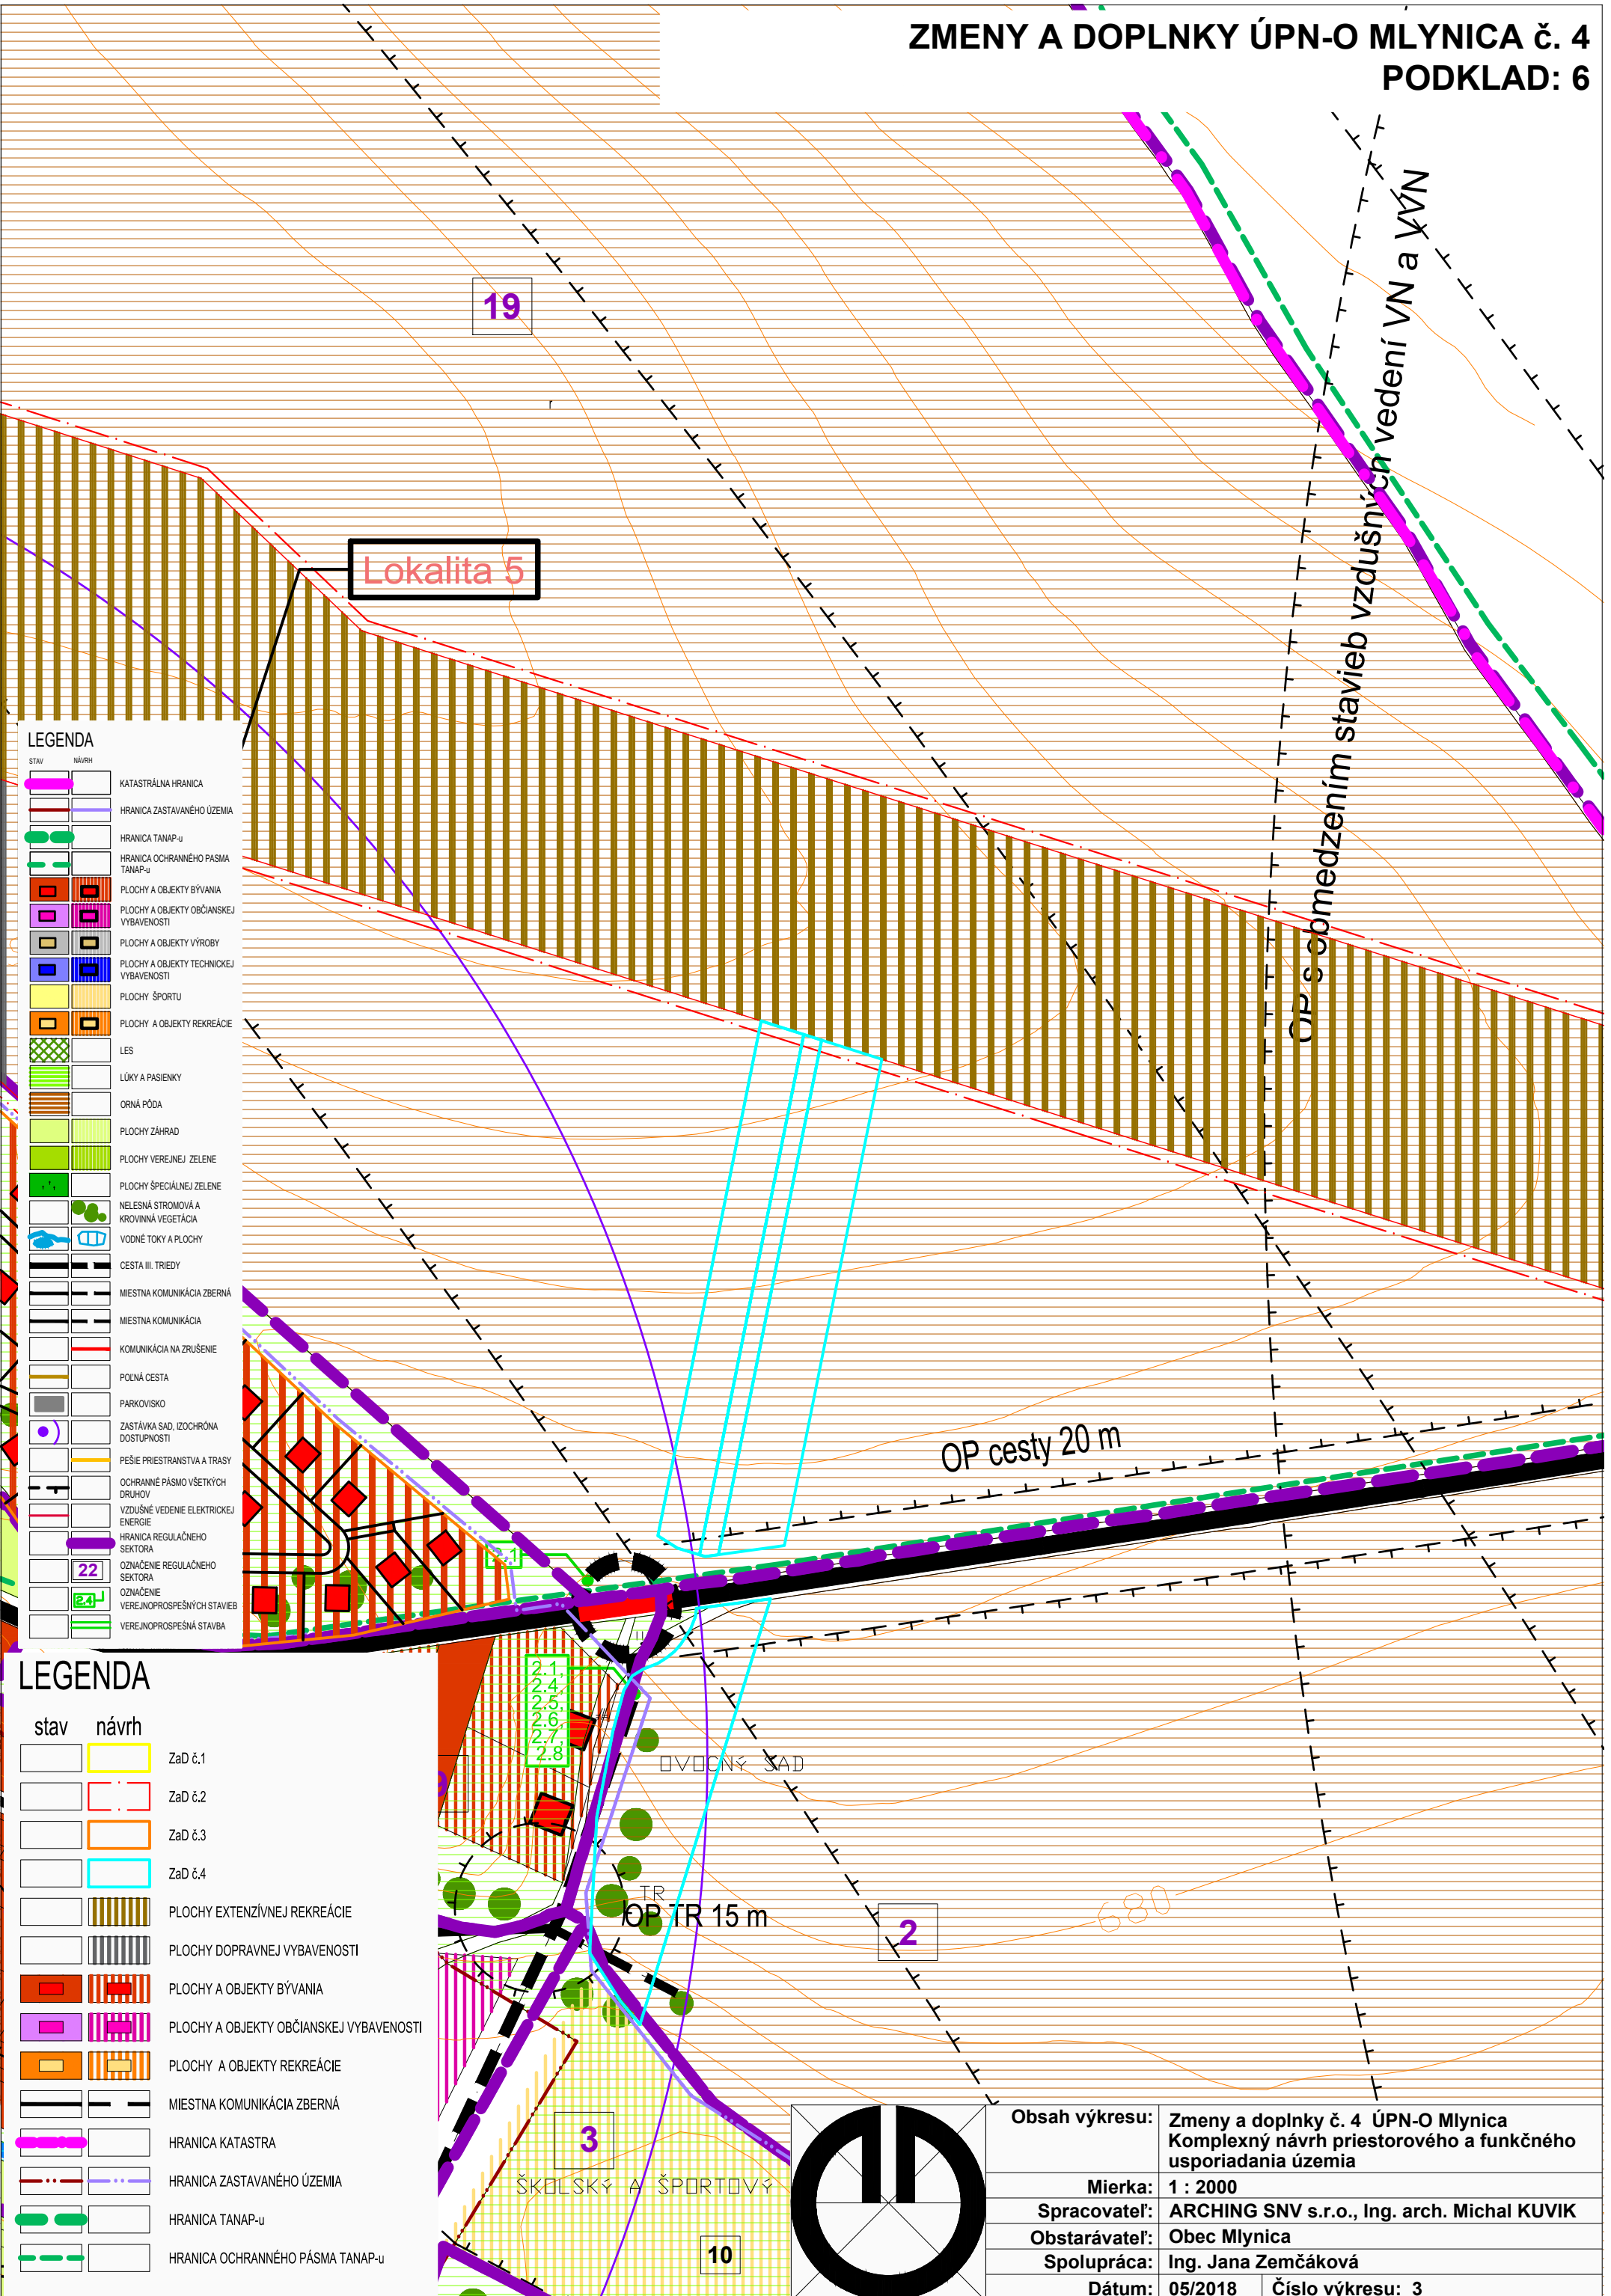 ZMENY A DOPLNKY ÚPN-O MLYNICA č. 4
PODKLAD: 6
19
OP s obmedzením stavieb vzdušných vedení VN a VVN
Lokalita 5
LEGENDA
STAV NÁVRH
KATASTRÁLNA HRANICA
HRANICA ZASTAVANÉHO ÚZEMIA
HRANICA TANAP-u
HRANICA OCHRANNÉHO PASMA
TANAP-u
PLOCHY A OBJEKTY BÝVANIA
PLOCHY A OBJEKTY OBČIANSKEJ
VYBAVENOSTI
PLOCHY A OBJEKTY VÝROBY
PLOCHY A OBJEKTY TECHNICKEJ
VYBAVENOSTI
PLOCHY ŠPORTU
PLOCHY A OBJEKTY REKREÁCIE
LES
LÚKY A PASIENKY
ORNÁ PÔDA
PLOCHY ZÁHRAD
PLOCHY VEREJNEJ ZELENE
PLOCHY ŠPECIÁLNEJ ZELENE
NELESNÁ STROMOVÁ A
KROVINNÁ VEGETÁCIA
VODNÉ TOKY A PLOCHY
CESTA III. TRIEDY
MIESTNA KOMUNIKÁCIA ZBERNÁ
MIESTNA KOMUNIKÁCIA
KOMUNIKÁCIA NA ZRUŠENIE
POĽNÁ CESTA
PARKOVISKO
ZASTÁVKA SAD, IZOCHRÓNA
DOSTUPNOSTI
PEŠIE PRIESTRANSTVA A TRASY
OCHRANNÉ PÁSMO VŠETKÝCH
DRUHOV
VZDUŠNÉ VEDENIE ELEKTRICKEJ
ENERGIE
HRANICA REGULAČNEHO
SEKTORA
22 OZNAČENIE REGULAČNEHO
SEKTORA
2.4 OZNAČENIE
VEREJNOPROSPEŠNÝCH STAVIEB
VEREJNOPROSPEŠNÁ STAVBA
OP cesty 20 m
2.1,
2.4,
2.5,
2.6,
2.7,
2.8
OVOCNÝ SAD
TR
OP TR 15 m
2
680
3
ŠKOLSKÝ A ŠPORTOVÝ
10
LEGENDA
stav návrh
ZaD č.1
ZaD č.2
ZaD č.3
ZaD č.4
PLOCHY EXTENZÍVNEJ REKREÁCIE
PLOCHY DOPRAVNEJ VYBAVENOSTI
PLOCHY A OBJEKTY BÝVANIA
PLOCHY A OBJEKTY OBČIANSKEJ VYBAVENOSTI
PLOCHY A OBJEKTY REKREÁCIE
MIESTNA KOMUNIKÁCIA ZBERNÁ
HRANICA KATASTRA
HRANICA ZASTAVANÉHO ÚZEMIA
HRANICA TANAP-u
HRANICA OCHRANNÉHO PÁSMA TANAP-u
Obsah výkresu: Zmeny a doplnky č. 4 ÚPN-O Mlynica
Komplexný návrh priestorového a funkčného
usporiadania územia
Mierka: 1 : 2000
Spracovateľ: ARCHING SNV s.r.o., Ing. arch. Michal KUVIK
Obstarávateľ: Obec Mlynica
Spolupráca: Ing. Jana Zemčáková
Dátum: 05/2018 Číslo výkresu: 3